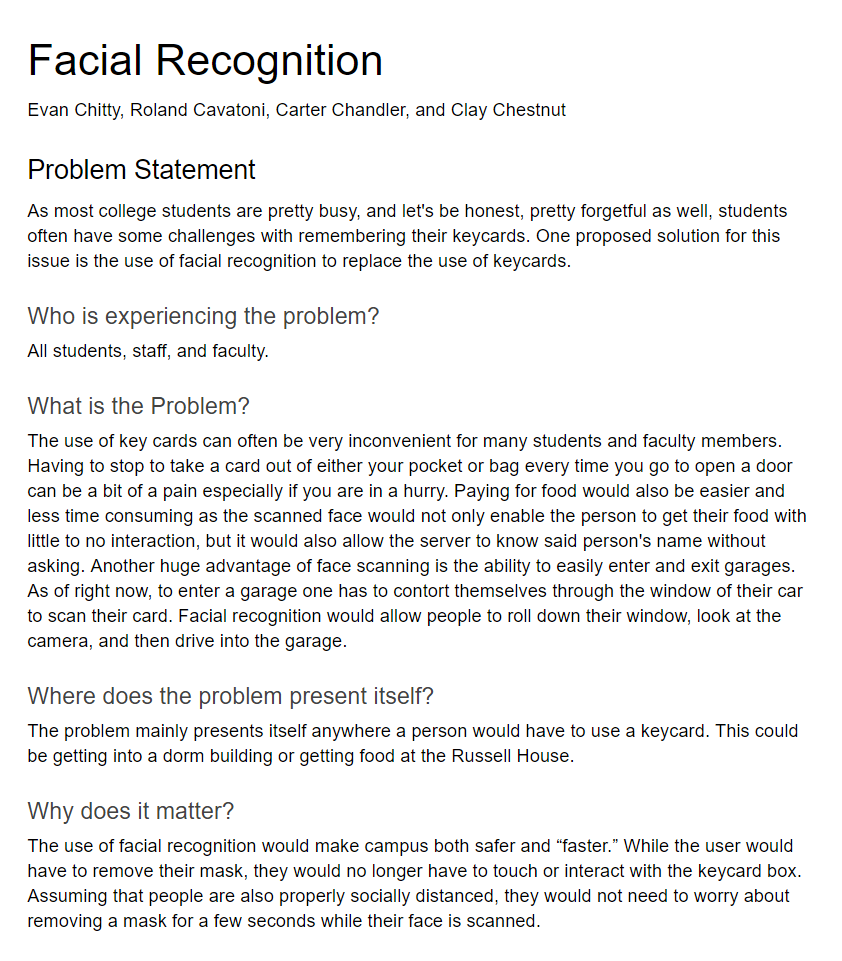 Facial Recognition
Evan Chitty, Roland Cavatoni, Carter Chandler, and Clay Chestnut
Problem Statement
As most college students are pretty busy, and let's be honest, pretty forgetful as well, students
often have some challenges with remembering their keycards. One proposed solution for this
issue is the use of facial recognition to replace the use of keycards.
Who is experiencing the problem?
All students, staff, and faculty.
What is the Problem?
The use of key cards can often be very inconvenient for many students and faculty members.
Having to stop to take a card out of either your pocket or bag every time you go to open a door
can be a bit of a pain especially if you are in a hurry. Paying for food would also be easier and
less time consuming as the scanned face would not only enable the person to get their food with
little to no interaction, but it would also allow the server to know said person's name without
asking. Another huge advantage of face scanning is the ability to easily enter and exit garages.
As of right now, to enter a garage one has to contort themselves through the window of their car
to scan their card. Facial recognition would allow people to roll down their window, look at the
camera, and then drive into the garage.
Where does the problem present itself?
The problem mainly presents itself anywhere a person would have to use a keycard. This could
be getting into a dorm building or getting food at the Russell House.
Why does it matter?
The use of facial recognition would make campus both safer and “faster.” While the user would
have to remove their mask, they would no longer have to touch or interact with the keycard box.
Assuming that people are also properly socially distanced, they would not need to worry about
removing a mask for a few seconds while their face is scanned.